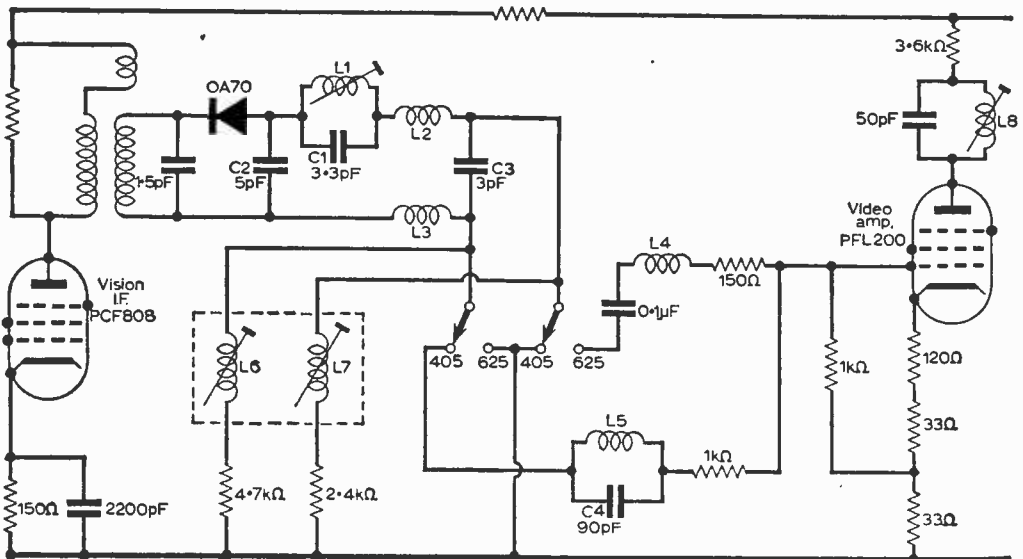 3·6kΩ
OA70
L1
50pF
L8
L2
C1
3·3pF
1·5pF
C2
5pF
C3
3pF
L3
Video
amp,
PFL200
L4
150Ω
0·1μF
Vision
I.F.
PCF808
L6
L7
405
625
405
625
1kΩ
120Ω
L5
33Ω
1kΩ
150Ω
2200pF
4·7kΩ
2·4kΩ
C4
90pF
33Ω